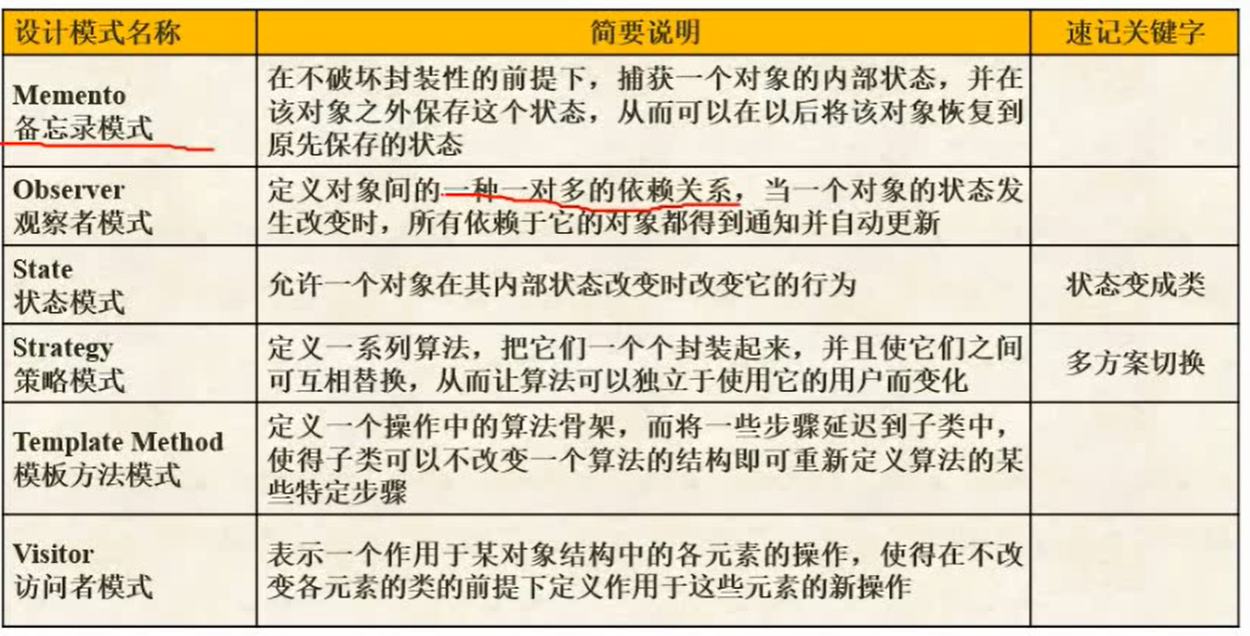 设计模式名称 简要说明 速记关键字
Memento
备忘录模式
在不破坏封装性的前提下，捕获一个对象的内部状态，并在
该对象之外保存这个状态，从而可以在以后将该对象恢复到
原先保存的状态
Observer
观察者模式
定义对象间的一种一对多的依赖关系，当一个对象的状态发
生改变时，所有依赖于它的对象都得到通知并自动更新
State
状态模式
允许一个对象在其内部状态改变时改变它的行为
状态变成类
Strategy
策略模式
定义一系列算法，把它们一个个封装起来，并且使它们之间
可互相替换，从而让算法可以独立于使用它的用户而变化
多方案切换
Template Method
模板方法模式
定义一个操作中的算法骨架，而将一些步骤延迟到子类中，
使得子类可以不改变一个算法的结构即可重新定义算法的某
些特定步骤
Visitor
访问者模式
表示一个作用于某对象结构中的各元素的操作，使得在不改
变各元素的类的前提下定义作用于这些元素的新操作